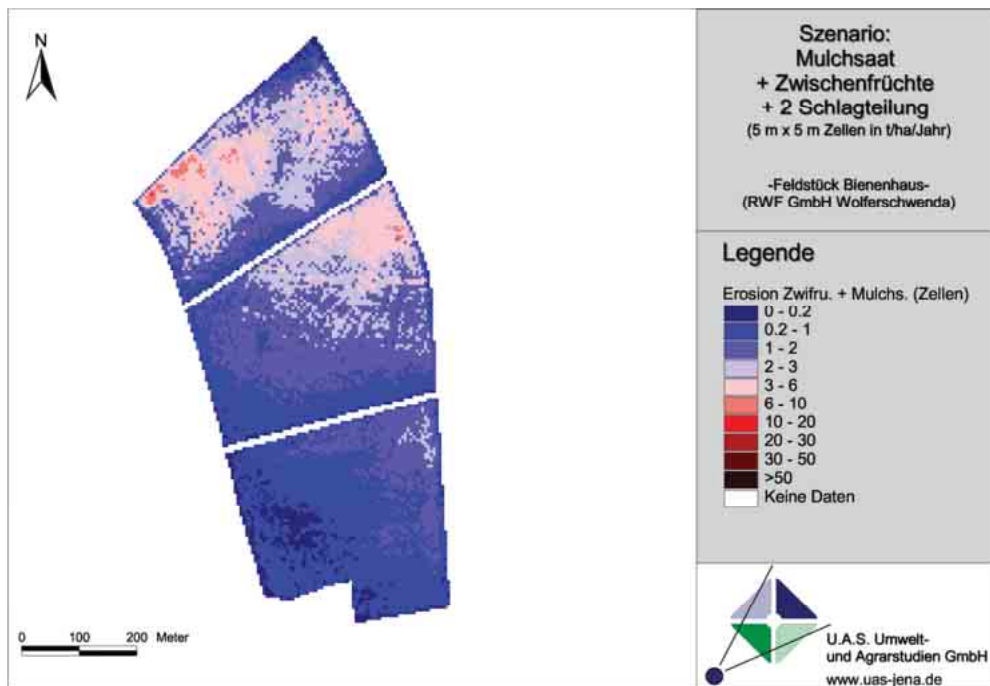 N
Szenario:
Mulchsaat
+ Zwischenfrüchte
+ 2 Schlagteilung
(5 m x 5 m Zellen in t/ha/Jahr)
-Feldstück Bienenhaus-
(RWF GmbH Wolferschwenda)
Legende
Erosion Zwifru. + Mulchs. (Zellen)
0 - 0.2
0.2 - 1
1 - 2
2 - 3
3 - 6
6 - 10
10 - 20
20 - 30
30 - 50
>50
Keine Daten
0 100 200 Meter
U.A.S. Umwelt-
und Agrarstudien GmbH
www.uas-jena.de